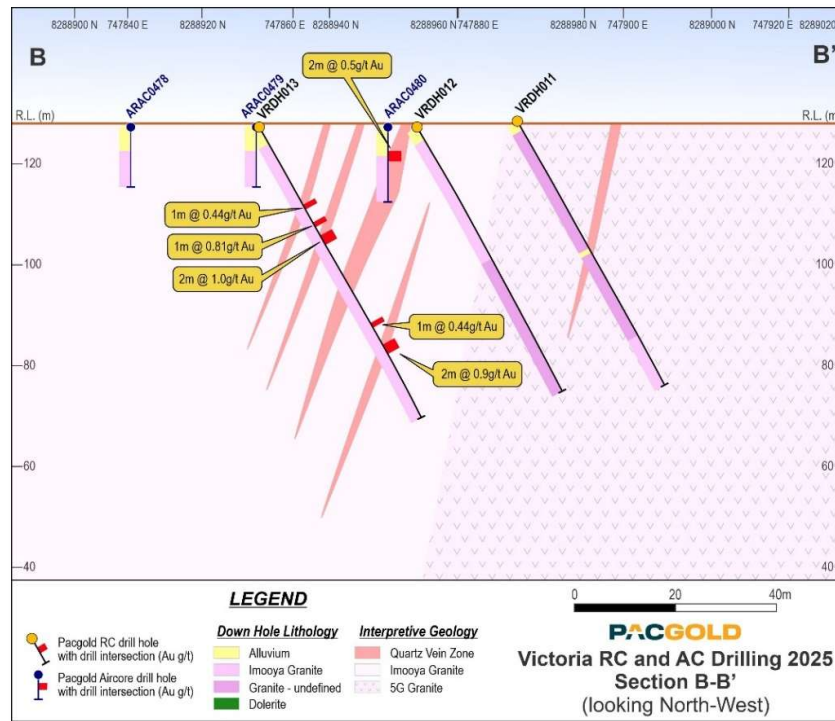 8288900 N 747840 E 8288920 N 747860 E 8288940 N 8288960 N 747880 E 8288980 N 747900 E 8289000 N 747920 E 8289020
B
B'
2m @ 0.5g/t Au
ARAC0478
ARAC0479
VRDH013
ARAC0480
VRDH012
VRDH011
R.L. (m)
R.L. (m)
120
120
1m @ 0.44g/t Au
1m @ 0.81g/t Au
2m @ 1.0g/t Au
100
100
1m @ 0.44g/t Au
2m @ 0.9g/t Au
80
80
60
60
40
40
LEGEND
Down Hole Lithology
Alluvium
Imooya Granite
Granite - undefined
Dolerite
Interpretive Geology
Quartz Vein Zone
Imooya Granite
5G Granite
Pacgold RC drill hole
with drill intersection (Au g/t)
Pacgold Aircore drill hole
with drill intersection (Au g/t)
0 20 40m
PACGOLD
Victoria RC and AC Drilling 2025
Section B-B'
(looking North-West)